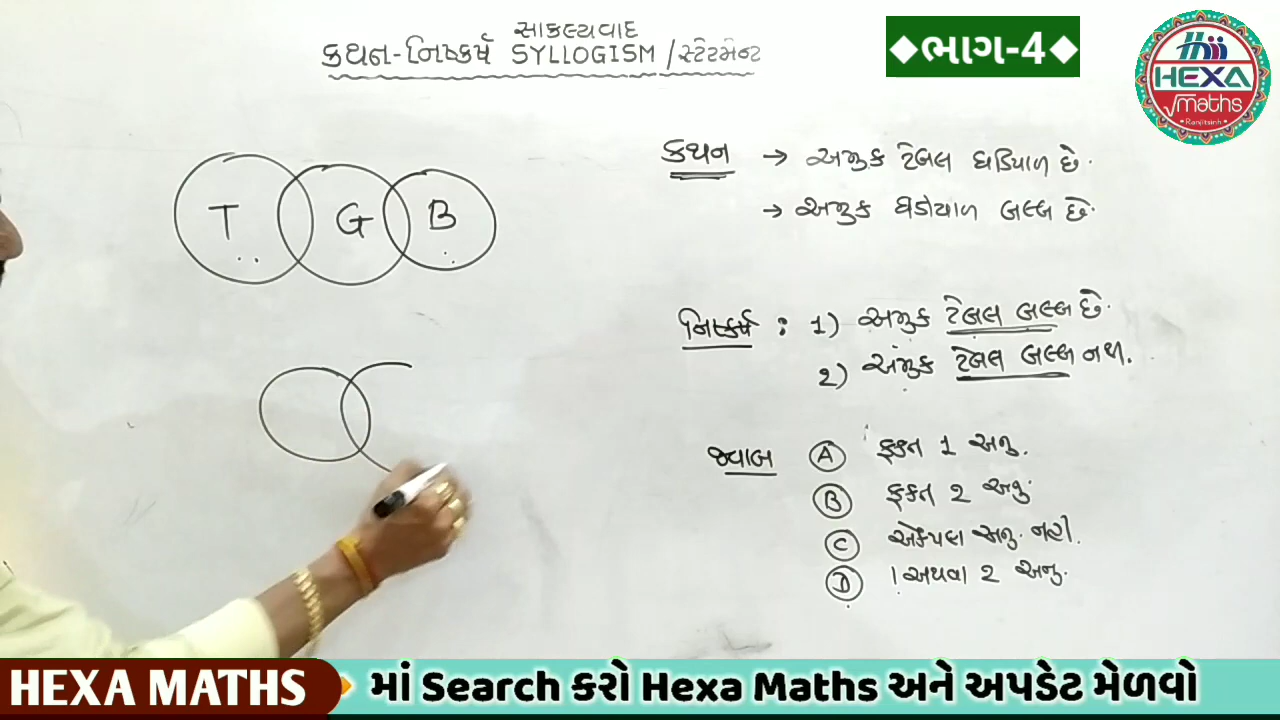 સાકલ્યવાદ
કથન-નિષ્કર્ષ SYLLOGISM / સ્ટેટમેન્ટ
◆ભાગ-4◆
HEXA
maths
Ranjitsinh
T G B
કથન → અમુક ટેબલ ઘડિયાળ છે.
→ અમુક ઘડીયાળ બલ્બ છે.
નિષ્કર્ષ : 1) અમુક ટેબલ બલ્બ છે.
2) અમુક ટેબલ બલ્બ નથી.
જવાબ A ફક્ત 1 અનુ.
B ફક્ત 2 અનુ.
C એકપણ અનુ. નહી.
D 1 અથવા 2 અનુ.
HEXA MATHS માં Search કરો Hexa Maths અને અપડેટ મેળવો